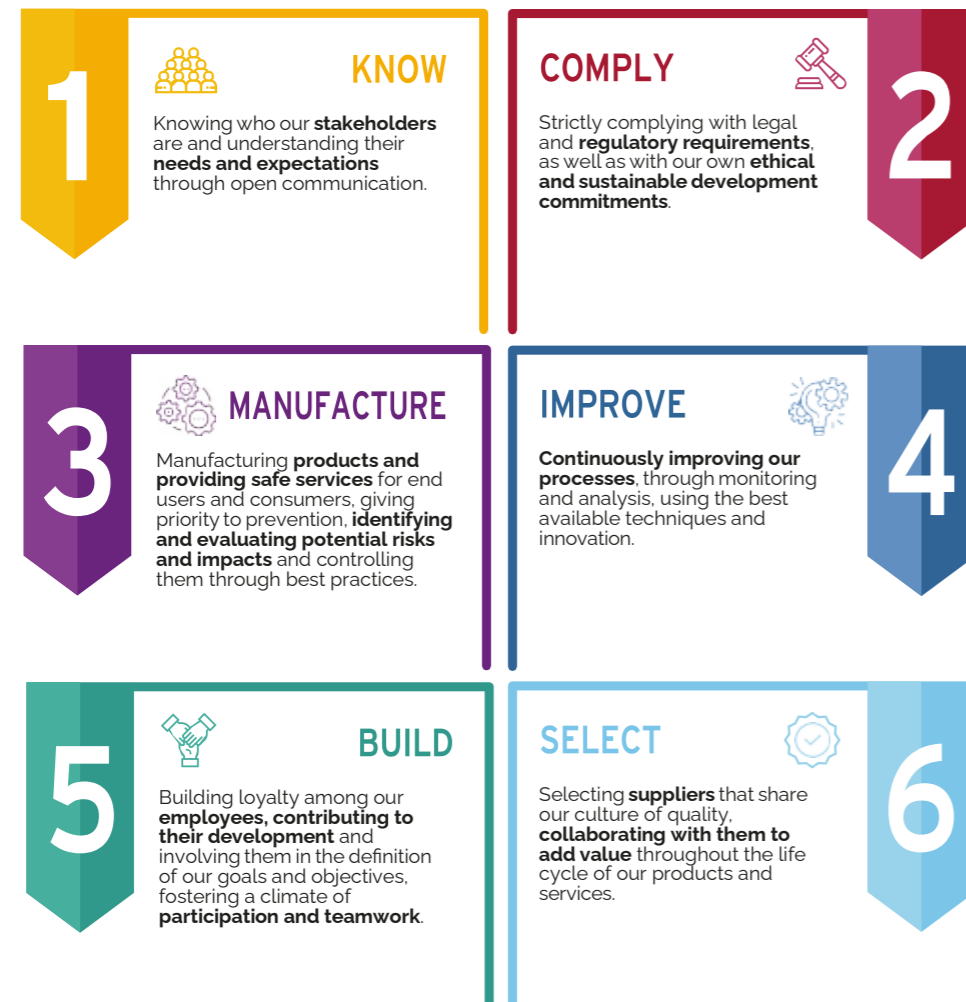 1
KNOW
Knowing who our stakeholders
are and understanding their
needs and expectations
through open communication.
COMPLY
2
Strictly complying with legal
and regulatory requirements,
as well as with our own ethical
and sustainable development
commitments.
3
MANUFACTURE
Manufacturing products and
providing safe services for end
users and consumers, giving
priority to prevention, identifying
and evaluating potential risks
and impacts and controlling
them through best practices.
IMPROVE
4
Continuously improving our
processes, through monitoring
and analysis, using the best
available techniques and
innovation.
5
BUILD
Building loyalty among our
employees, contributing to
their development and
involving them in the definition
of our goals and objectives,
fostering a climate of
participation and teamwork.
SELECT
6
Selecting suppliers that share
our culture of quality,
collaborating with them to
add value throughout the life
cycle of our products and
services.